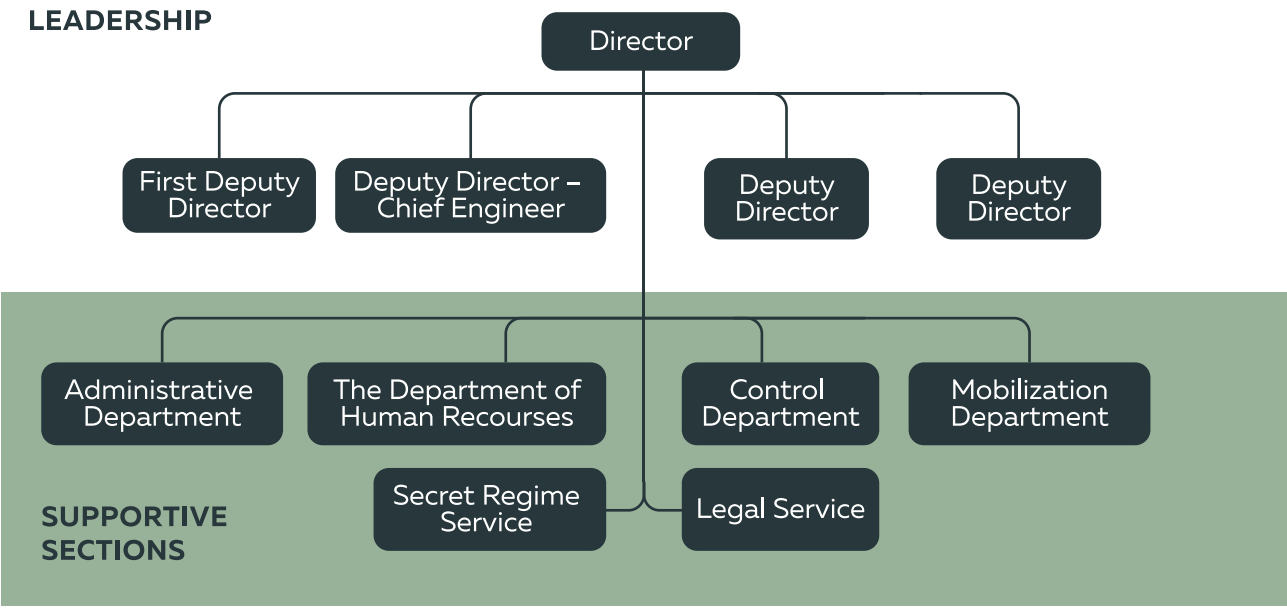 LEADERSHIP
Director
First Deputy
Director
Deputy Director –
Chief Engineer
Deputy
Director
Deputy
Director
Administrative
Department
The Department of
Human Recourses
Control
Department
Mobilization
Department
Secret Regime
Service
Legal Service
SUPPORTIVE
SECTIONS